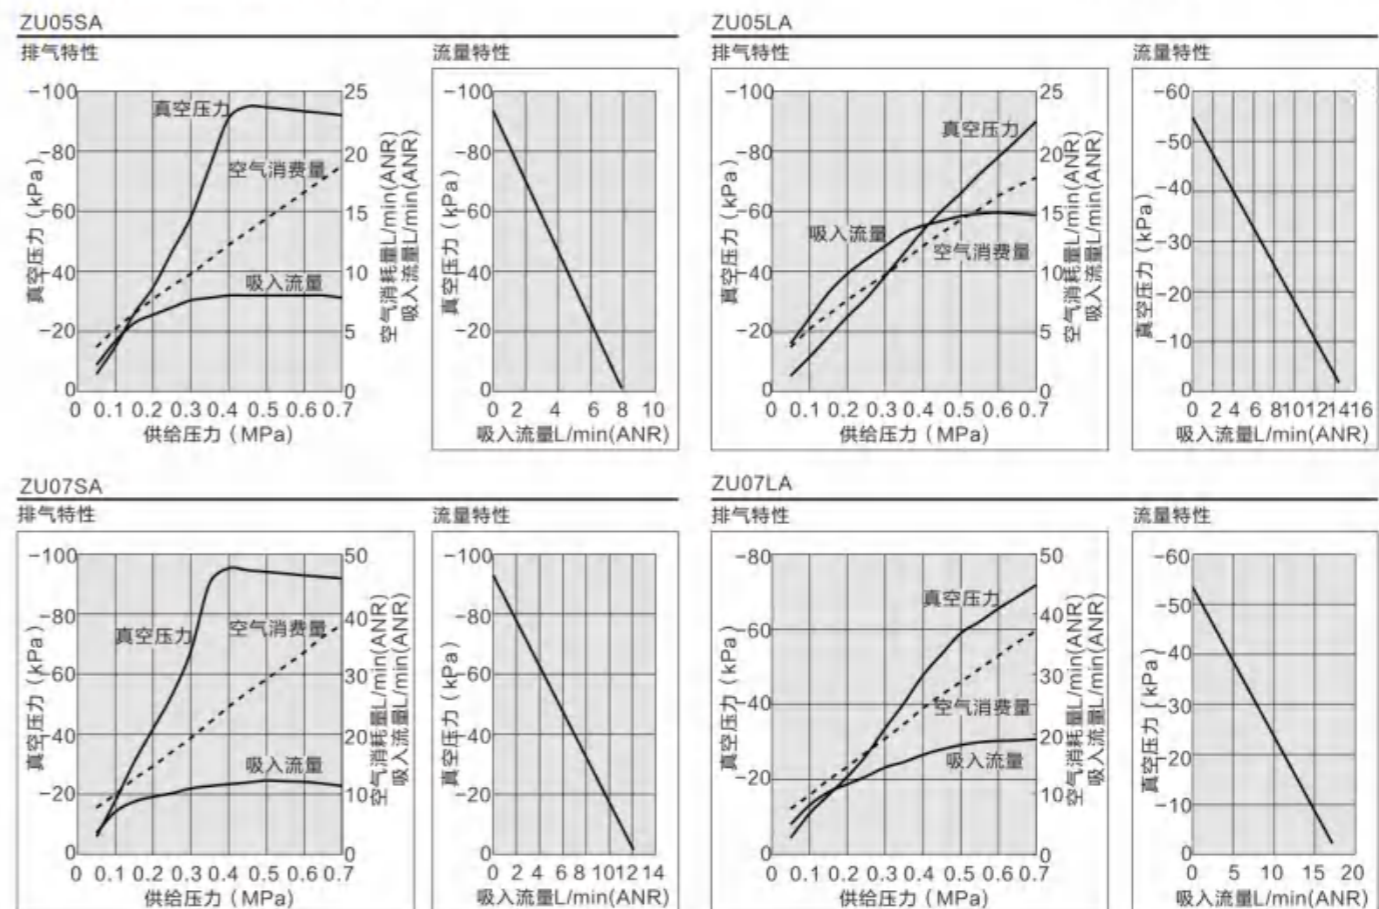 ZU05SA
排气特性
流量特性
-100
-80
-60
-40
-20
0
真空压力（kPa）
真空压力
空气消费量
吸入流量
25
20
15
10
5
0
空气消耗量L/min(ANR)
吸入流量L/min(ANR)
0 0.1 0.2 0.3 0.4 0.5 0.6 0.7
供给压力（MPa）
-100
-80
-60
-40
-20
0
真空压力（kPa）
0 2 4 6 8 10
吸入流量L/min(ANR)
ZU05LA
排气特性
流量特性
-100
-80
-60
-40
-20
0
真空压力（kPa）
真空压力
吸入流量
空气消费量
25
20
15
10
5
0
空气消耗量L/min(ANR)
吸入流量L/min(ANR)
0 0.1 0.2 0.3 0.4 0.5 0.6 0.7
供给压力（MPa）
-60
-50
-40
-30
-20
-10
0
真空压力（kPa）
0 2 4 6 8 10 12 14 16
吸入流量L/min(ANR)
ZU07SA
排气特性
流量特性
-100
-80
-60
-40
-20
0
真空压力（kPa）
真空压力
空气消费量
吸入流量
50
40
30
20
10
0
空气消耗量L/min(ANR)
吸入流量L/min(ANR)
0 0.1 0.2 0.3 0.4 0.5 0.6 0.7
供给压力（MPa）
-100
-80
-60
-40
-20
0
真空压力（kPa）
0 2 4 6 8 10 12 14
吸入流量L/min(ANR)
ZU07LA
排气特性
流量特性
-80
-60
-40
-20
0
真空压力（kPa）
真空压力
空气消费量
吸入流量
50
40
30
20
10
0
空气消耗量L/min(ANR)
吸入流量L/min(ANR)
0 0.1 0.2 0.3 0.4 0.5 0.6 0.7
供给压力（MPa）
-60
-50
-40
-30
-20
-10
0
真空压力（kPa）
0 5 10 15 20
吸入流量L/min(ANR)